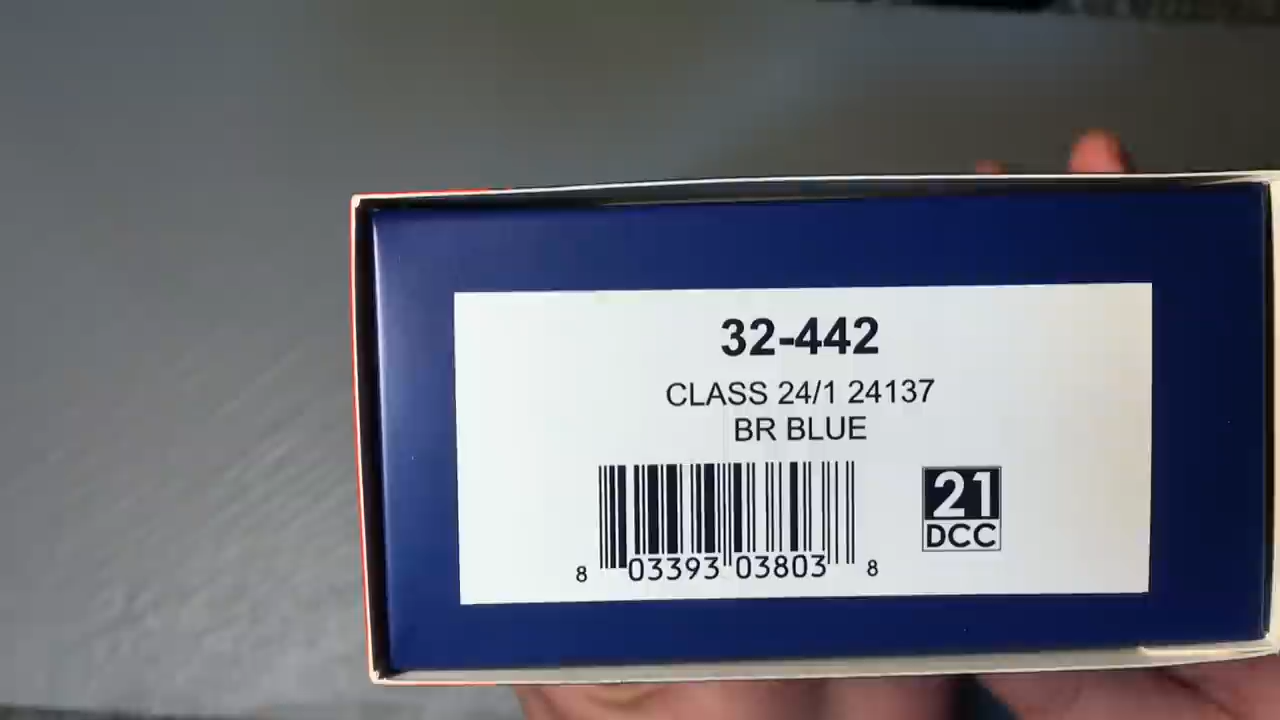 32-442
CLASS 24/1 24137
BR BLUE
21
DCC
8 03393 03803 8